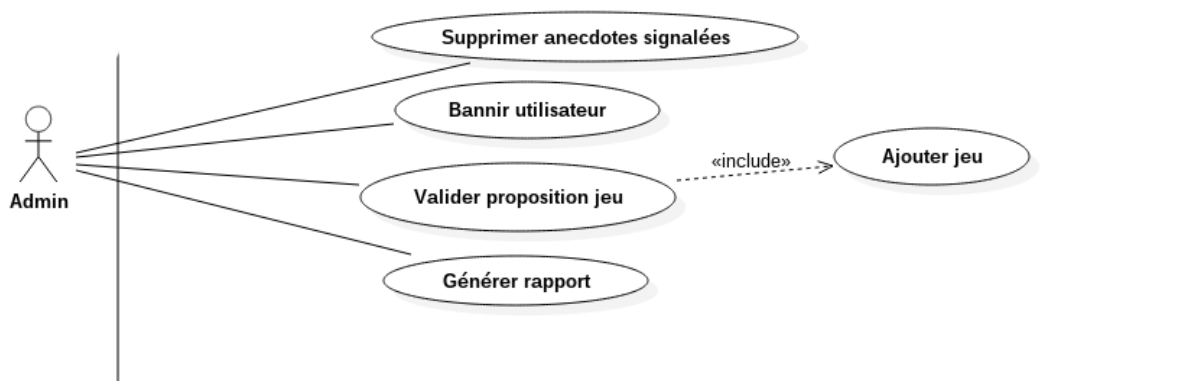 Supprimer anecdotes signalées
Bannir utilisateur
«include»
Ajouter jeu
Valider proposition jeu
Admin
Générer rapport